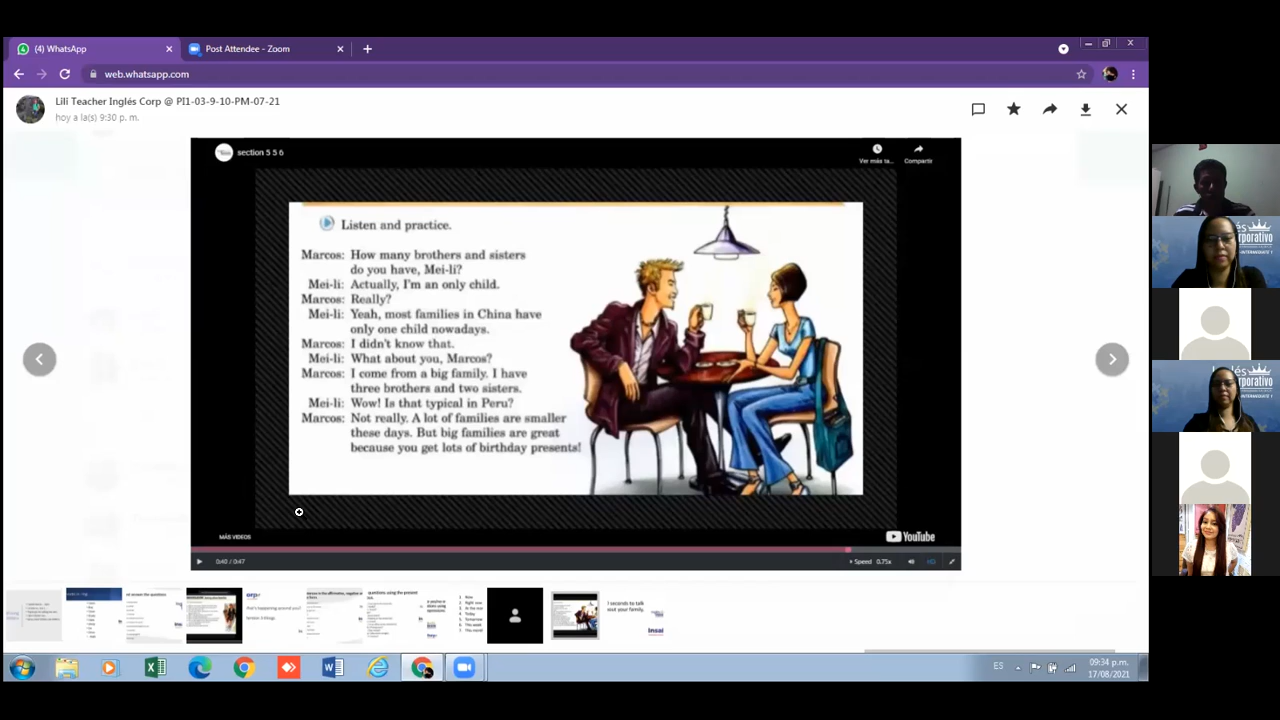 (4) WhatsApp
Post Attendee - Zoom
web.whatsapp.com
Lili Teacher Inglés Corp @ PI1-03-9-10-PM-07-21
hoy a la(s) 9:30 p. m.
section 5 5 6
Ver más ta...
Compartir
Listen and practice.
Marcos: How many brothers and sisters
do you have, Mei-li?
Mei-li: Actually, I'm an only child.
Marcos: Really?
Mei-li: Yeah, most families in China have
only one child nowadays.
Marcos: I didn't know that.
Mei-li: What about you, Marcos?
Marcos: I come from a big family. I have
three brothers and two sisters.
Mei-li: Wow! Is that typical in Peru?
Marcos: Not really. A lot of families are smaller
these days. But big families are great
because you get lots of birthday presents!
MÁS VIDEOS
YouTube
0:40 / 0:47
Speed 0.75x
ES
09:34 p.m.
17/08/2021